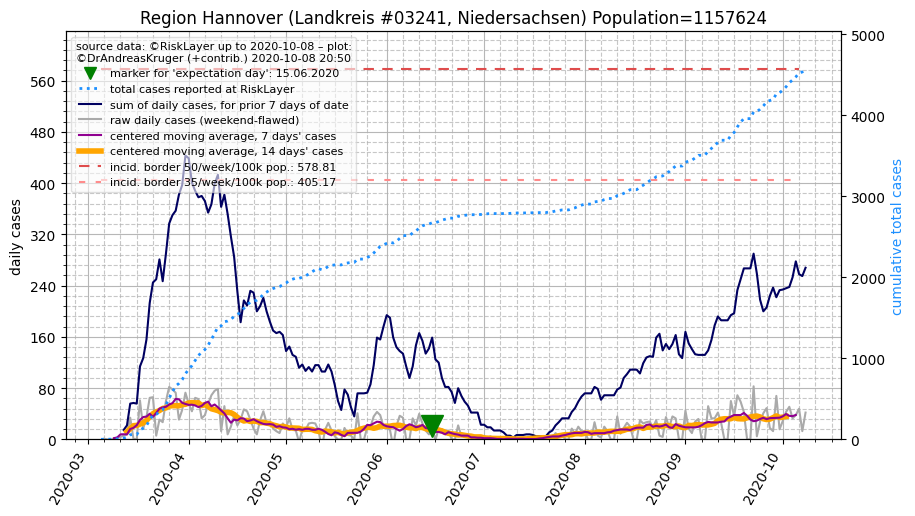 Region Hannover (Landkreis #03241, Niedersachsen) Population=1157624
source data: ©RiskLayer up to 2020-10-08 – plot:
©DrAndreasKruger (+contrib.) 2020-10-08 20:50
marker for 'expectation day': 15.06.2020
total cases reported at RiskLayer
sum of daily cases, for prior 7 days of date
raw daily cases (weekend-flawed)
centered moving average, 7 days' cases
centered moving average, 14 days' cases
incid. border 50/week/100k pop.: 578.81
incid. border 35/week/100k pop.: 405.17
daily cases
560
480
400
320
240
160
80
0
cumulative total cases
5000
4000
3000
2000
1000
0
2020-03
2020-04
2020-05
2020-06
2020-07
2020-08
2020-09
2020-10